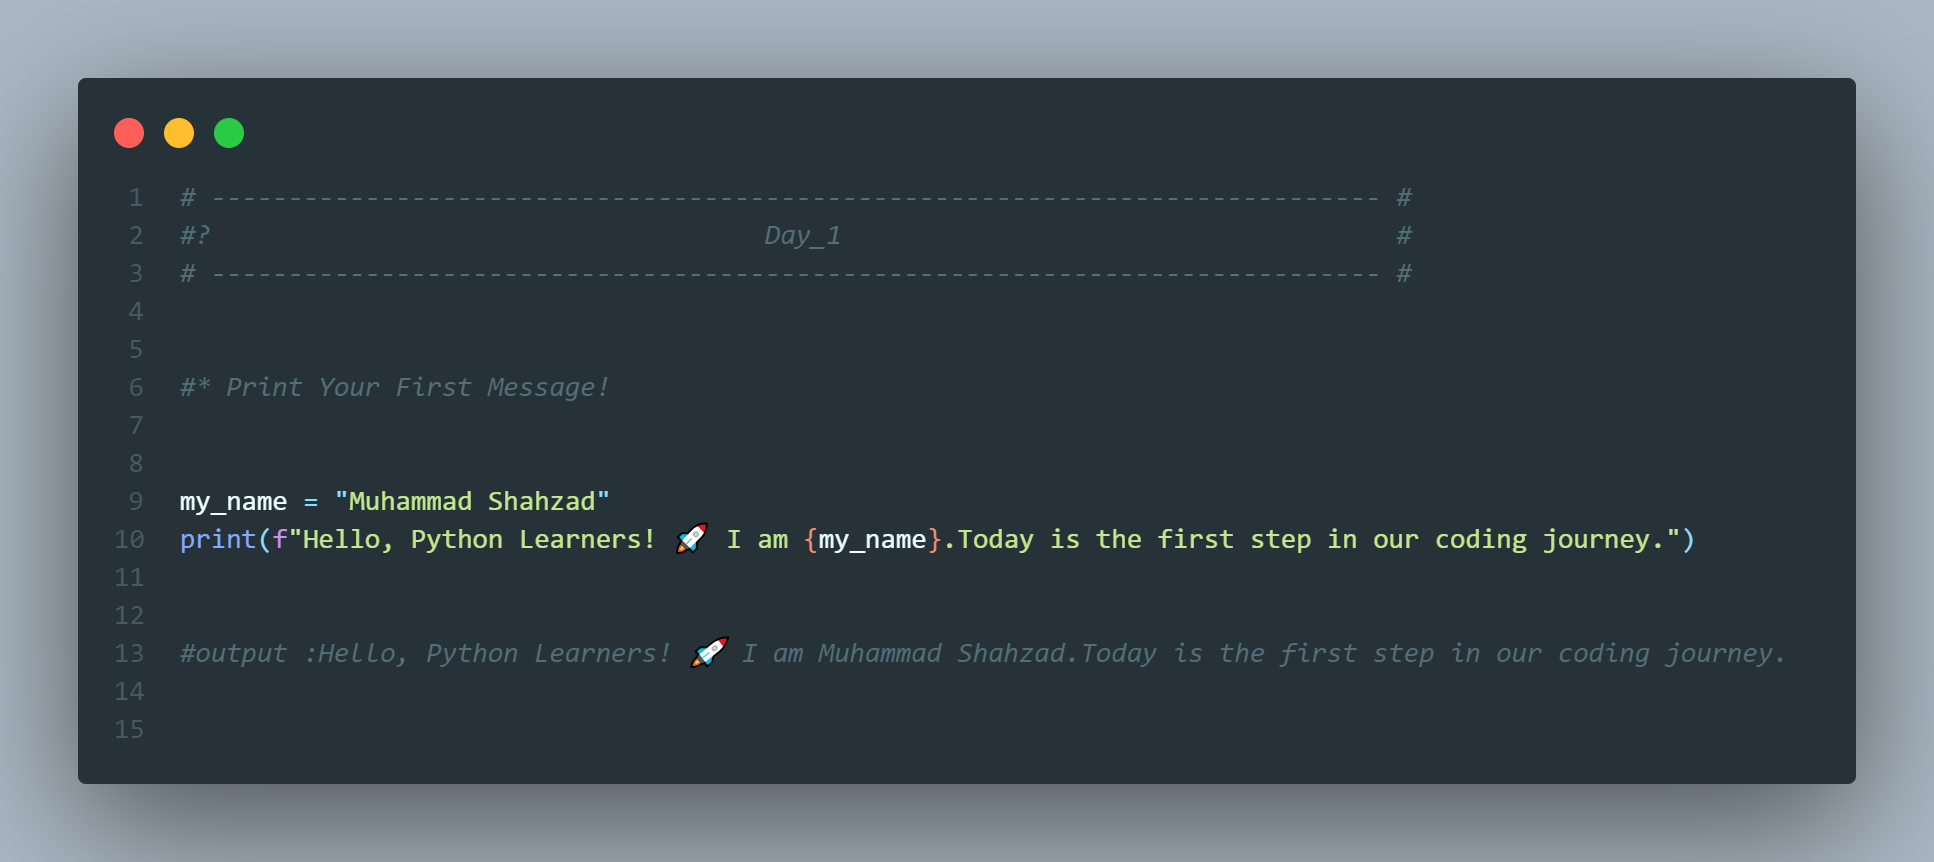 1 # ---------------------------------------------------------------------------- #
2 #?                                    Day_1                                    #
3 # ---------------------------------------------------------------------------- #
4
5
6 #* Print Your First Message!
7
8
9 my_name = "Muhammad Shahzad"
10 print(f"Hello, Python Learners! 🚀 I am {my_name}.Today is the first step in our coding journey.")
11
12
13 #output :Hello, Python Learners! 🚀 I am Muhammad Shahzad.Today is the first step in our coding journey.
14
15